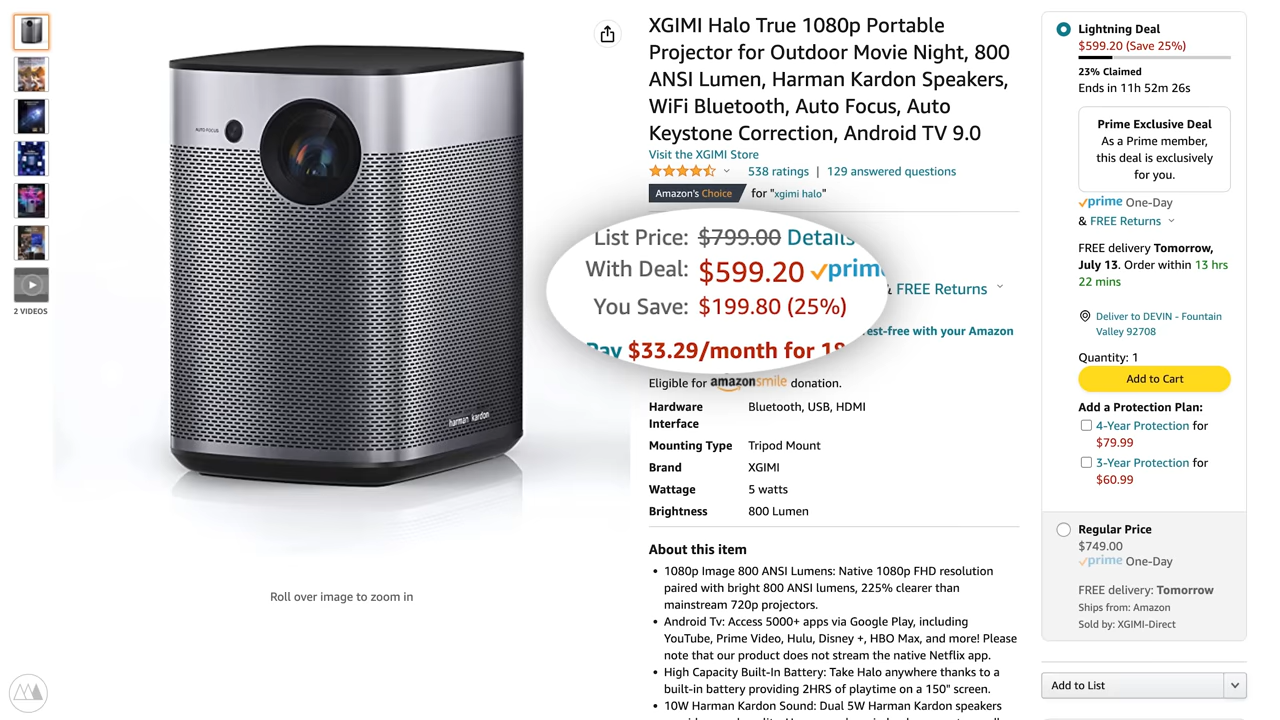 AUTO FOCUS
harman kardon
2 VIDEOS
Roll over image to zoom in
XGIMI Halo True 1080p Portable
Projector for Outdoor Movie Night, 800
ANSI Lumen, Harman Kardon Speakers,
WiFi Bluetooth, Auto Focus, Auto
Keystone Correction, Android TV 9.0
Visit the XGIMI Store
538 ratings | 129 answered questions
Amazon's Choice for "xgimi halo"
List Price: $799.00 Details
With Deal: $599.20 prime
& FREE Returns
You Save: $199.80 (25%)
est-free with your Amazon
Pay $33.29/month for 18
Eligible for amazonsmile donation.
Hardware Interface Bluetooth, USB, HDMI
Mounting Type Tripod Mount
Brand XGIMI
Wattage 5 watts
Brightness 800 Lumen
About this item
• 1080p Image 800 ANSI Lumens: Native 1080p FHD resolution
paired with bright 800 ANSI lumens, 225% clearer than
mainstream 720p projectors.
• Android Tv: Access 5000+ apps via Google Play, including
YouTube, Prime Video, Hulu, Disney +, HBO Max, and more! Please
note that our product does not stream the native Netflix app.
• High Capacity Built-In Battery: Take Halo anywhere thanks to a
built-in battery providing 2HRS of playtime on a 150" screen.
• 10W Harman Kardon Sound: Dual 5W Harman Kardon speakers
Lightning Deal
$599.20 (Save 25%)
23% Claimed
Ends in 11h 52m 26s
Prime Exclusive Deal
As a Prime member,
this deal is exclusively
for you.
prime One-Day
& FREE Returns
FREE delivery Tomorrow,
July 13. Order within 13 hrs
22 mins
Deliver to DEVIN - Fountain
Valley 92708
Quantity: 1
Add to Cart
Add a Protection Plan:
4-Year Protection for
$79.99
3-Year Protection for
$60.99
Regular Price
$749.00
prime One-Day
FREE delivery: Tomorrow
Ships from: Amazon
Sold by: XGIMI-Direct
Add to List